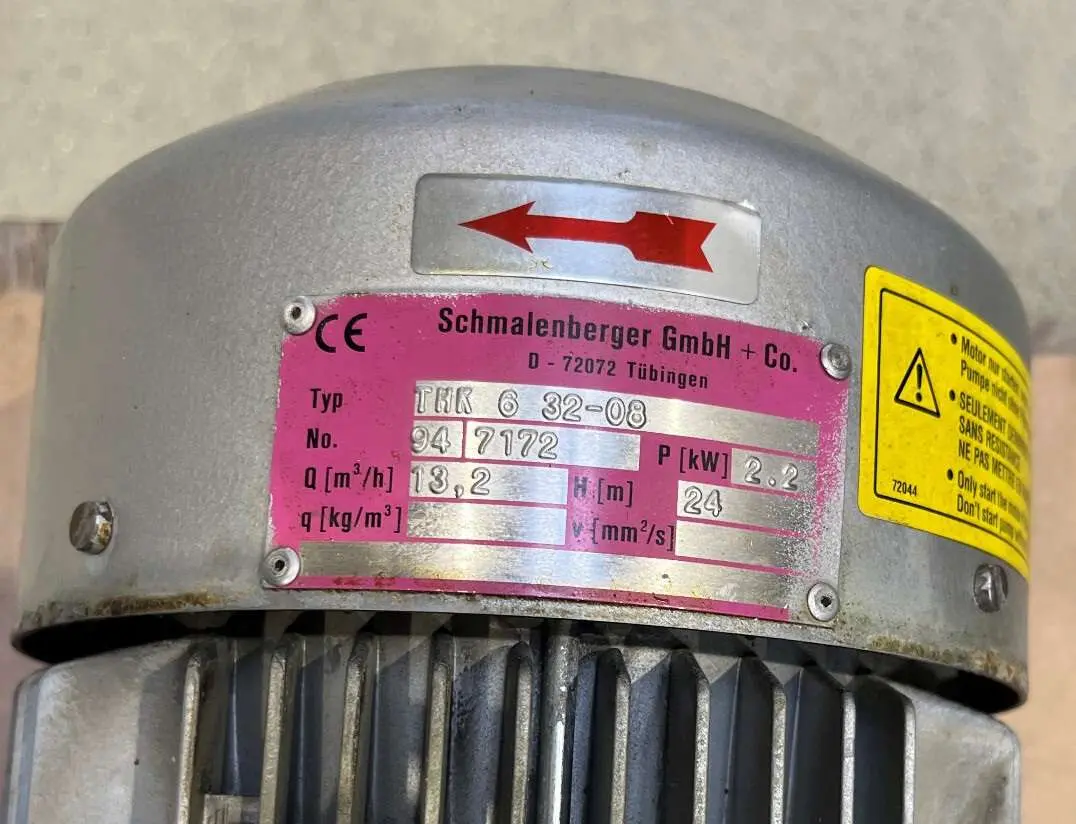 CE
Schmalenberger GmbH + Co.
D - 72072 Tübingen
Typ THK 6 32-08
No. 94 7172 P [kW] 2.2
Q [m³/h] 13,2 H [m] 24
q [kg/m³] v [mm²/s]
• Motor nur starten,
Pumpe nicht
• SEULEMENT
SANS
NE PAS METTRE
• Only start the
Don't start pump
72044